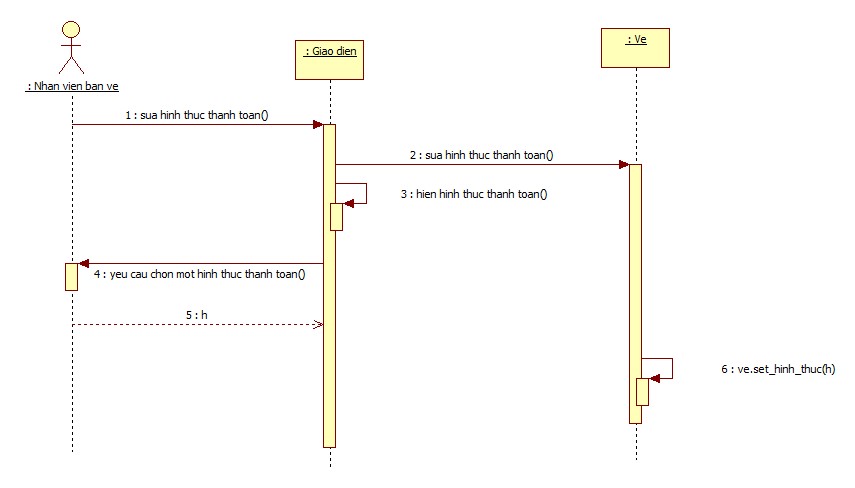 : Giao dien
: Ve
: Nhan vien ban ve
1 : sua hinh thuc thanh toan()
2 : sua hinh thuc thanh toan()
3 : hien hinh thuc thanh toan()
4 : yeu cau chon mot hinh thuc thanh toan()
5 : h
6 : ve.set_hinh_thuc(h)